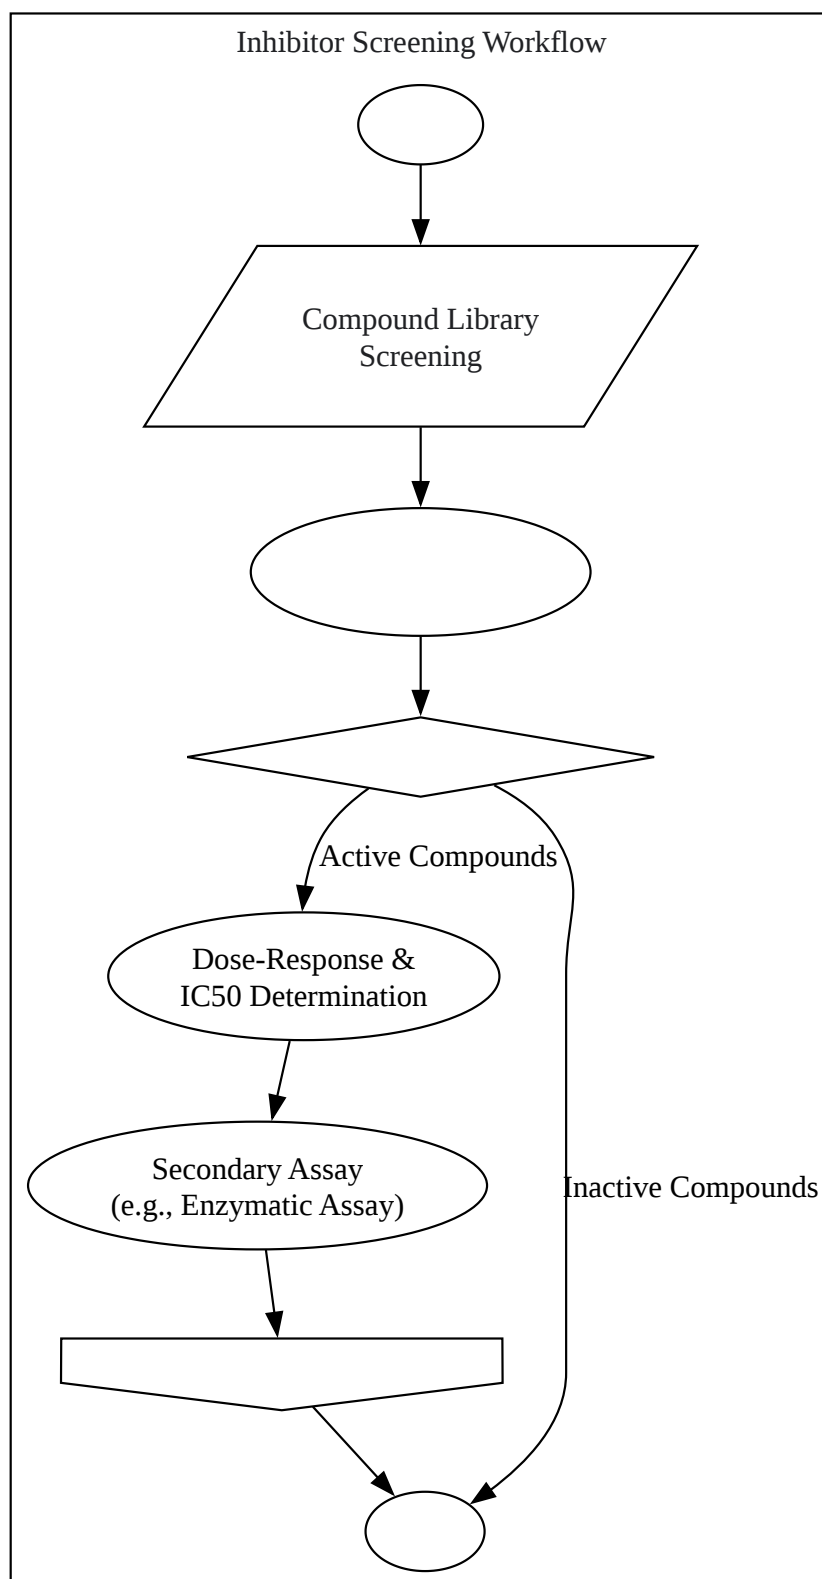 Inhibitor Screening Workflow
Compound Library
Screening
Active Compounds
Dose-Response &
IC50 Determination
Secondary Assay
(e.g., Enzymatic Assay)
Inactive Compounds